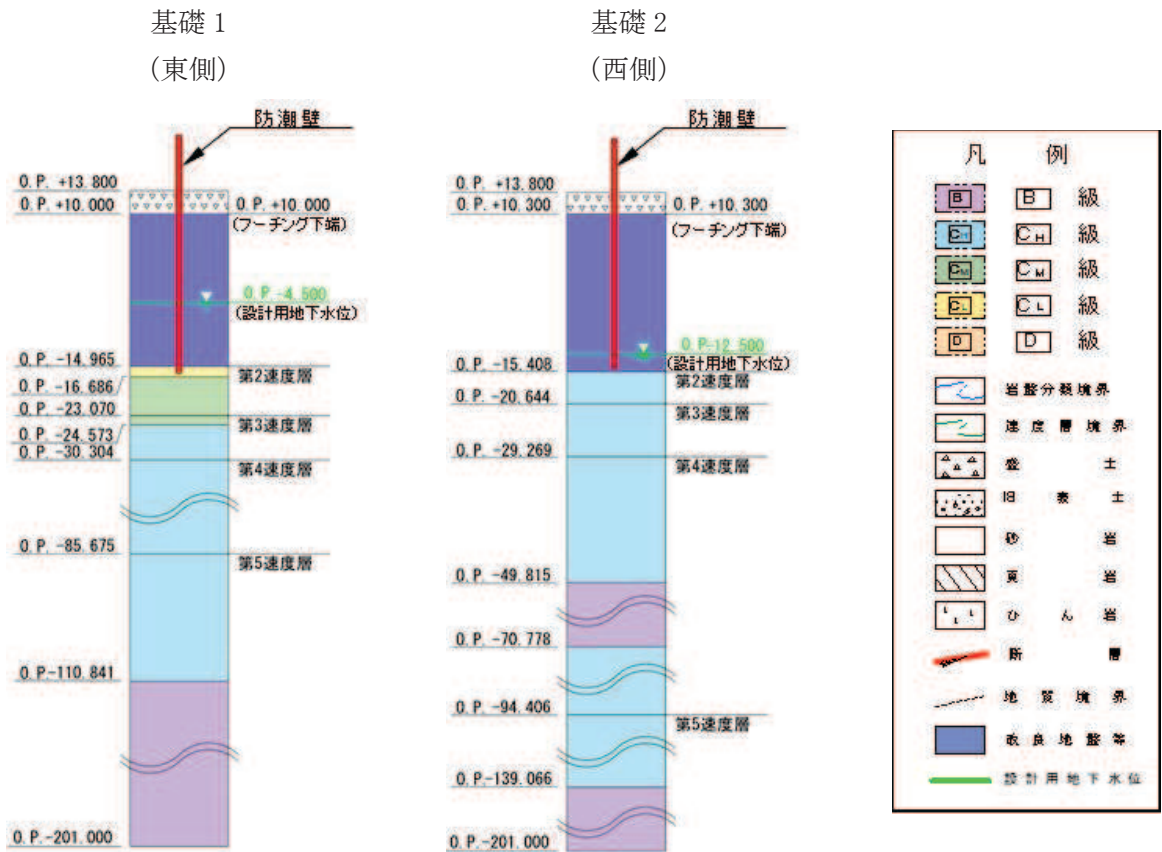 基礎 1
(東側)
防潮壁
O.P. +13.800
O.P. +10.000
O.P. +10.000
(フーチング下端)
O.P.-4.500
(設計用地下水位)
O.P. -14.965
O.P. -16.686
第2速度層
O.P. -23.070
O.P. -24.573
第3速度層
O.P. -30.304
第4速度層
O.P. -85.675
第5速度層
O.P-110.841
O.P.-201.000
基礎 2
(西側)
防潮壁
O.P. +13.800
O.P. +10.300
O.P. +10.300
(フーチング下端)
O.P-12.500
(設計用地下水位)
O.P. -15.408
第2速度層
O.P. -20.644
第3速度層
O.P. -29.269
第4速度層
O.P. -49.815
O.P. -70.778
O.P. -94.406
第5速度層
O.P.-139.066
O.P.-201.000
凡 例
B B 級
CH CH 級
CM CM 級
CL CL 級
D D 級
岩盤分類境界
速度層境界
盛土
旧表土
砂岩
頁岩
ひん岩
断層
地質境界
改良地盤等
設計用地下水位